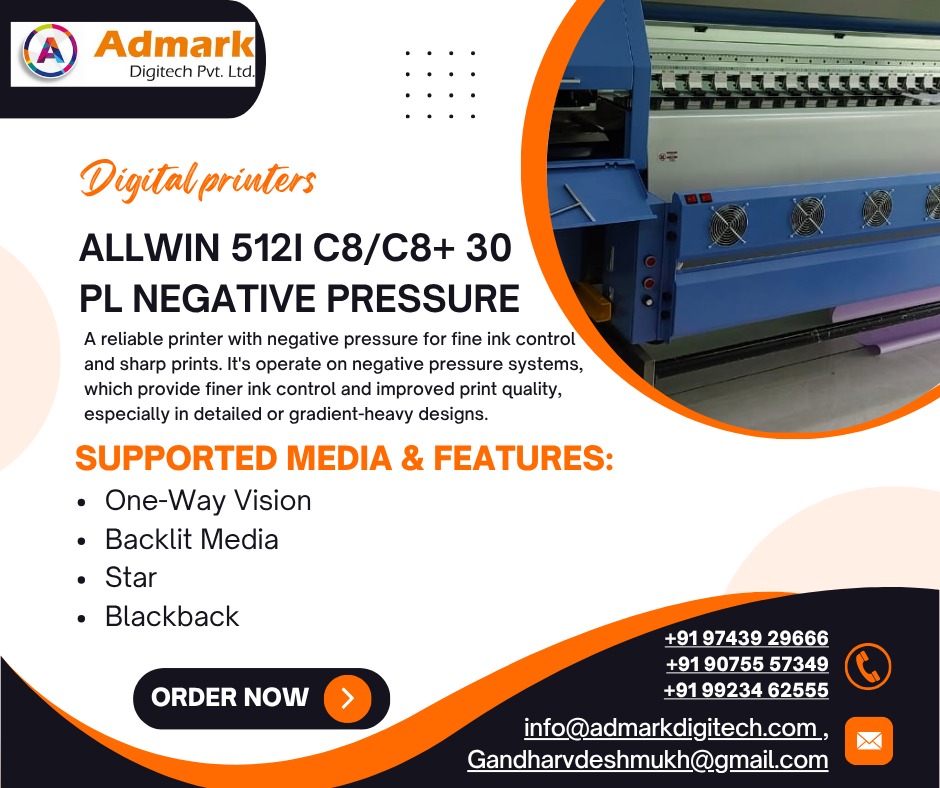 Admark
Digitech Pvt. Ltd.
Digital printers
ALLWIN 512I C8/C8+ 30
PL NEGATIVE PRESSURE
A reliable printer with negative pressure for fine ink control
and sharp prints. It's operate on negative pressure systems,
which provide finer ink control and improved print quality,
especially in detailed or gradient-heavy designs.
SUPPORTED MEDIA & FEATURES:
• One-Way Vision
• Backlit Media
• Star
• Blackback
ORDER NOW
+91 97439 29666
+91 90755 57349
+91 99234 62555
info@admarkdigitech.com ,
Gandharvdeshmukh@gmail.com